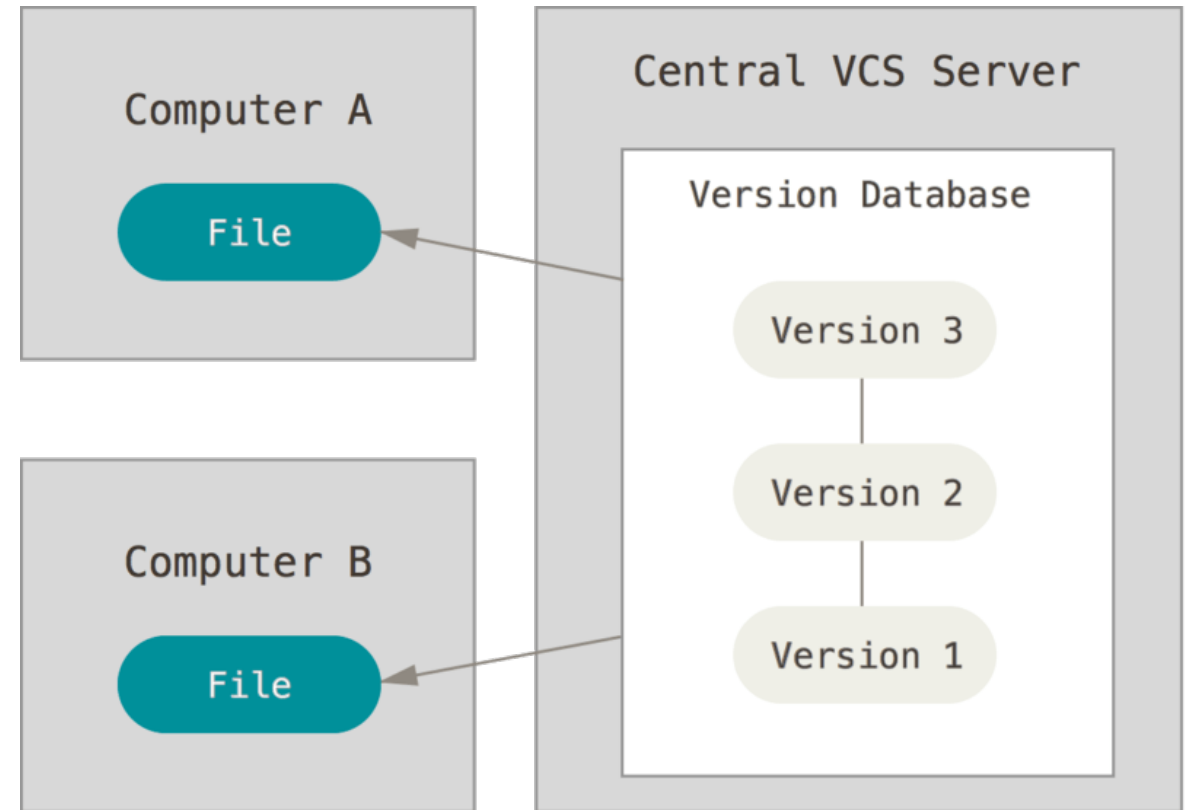 Computer A
File
Computer B
File
Central VCS Server
Version Database
Version 3
Version 2
Version 1